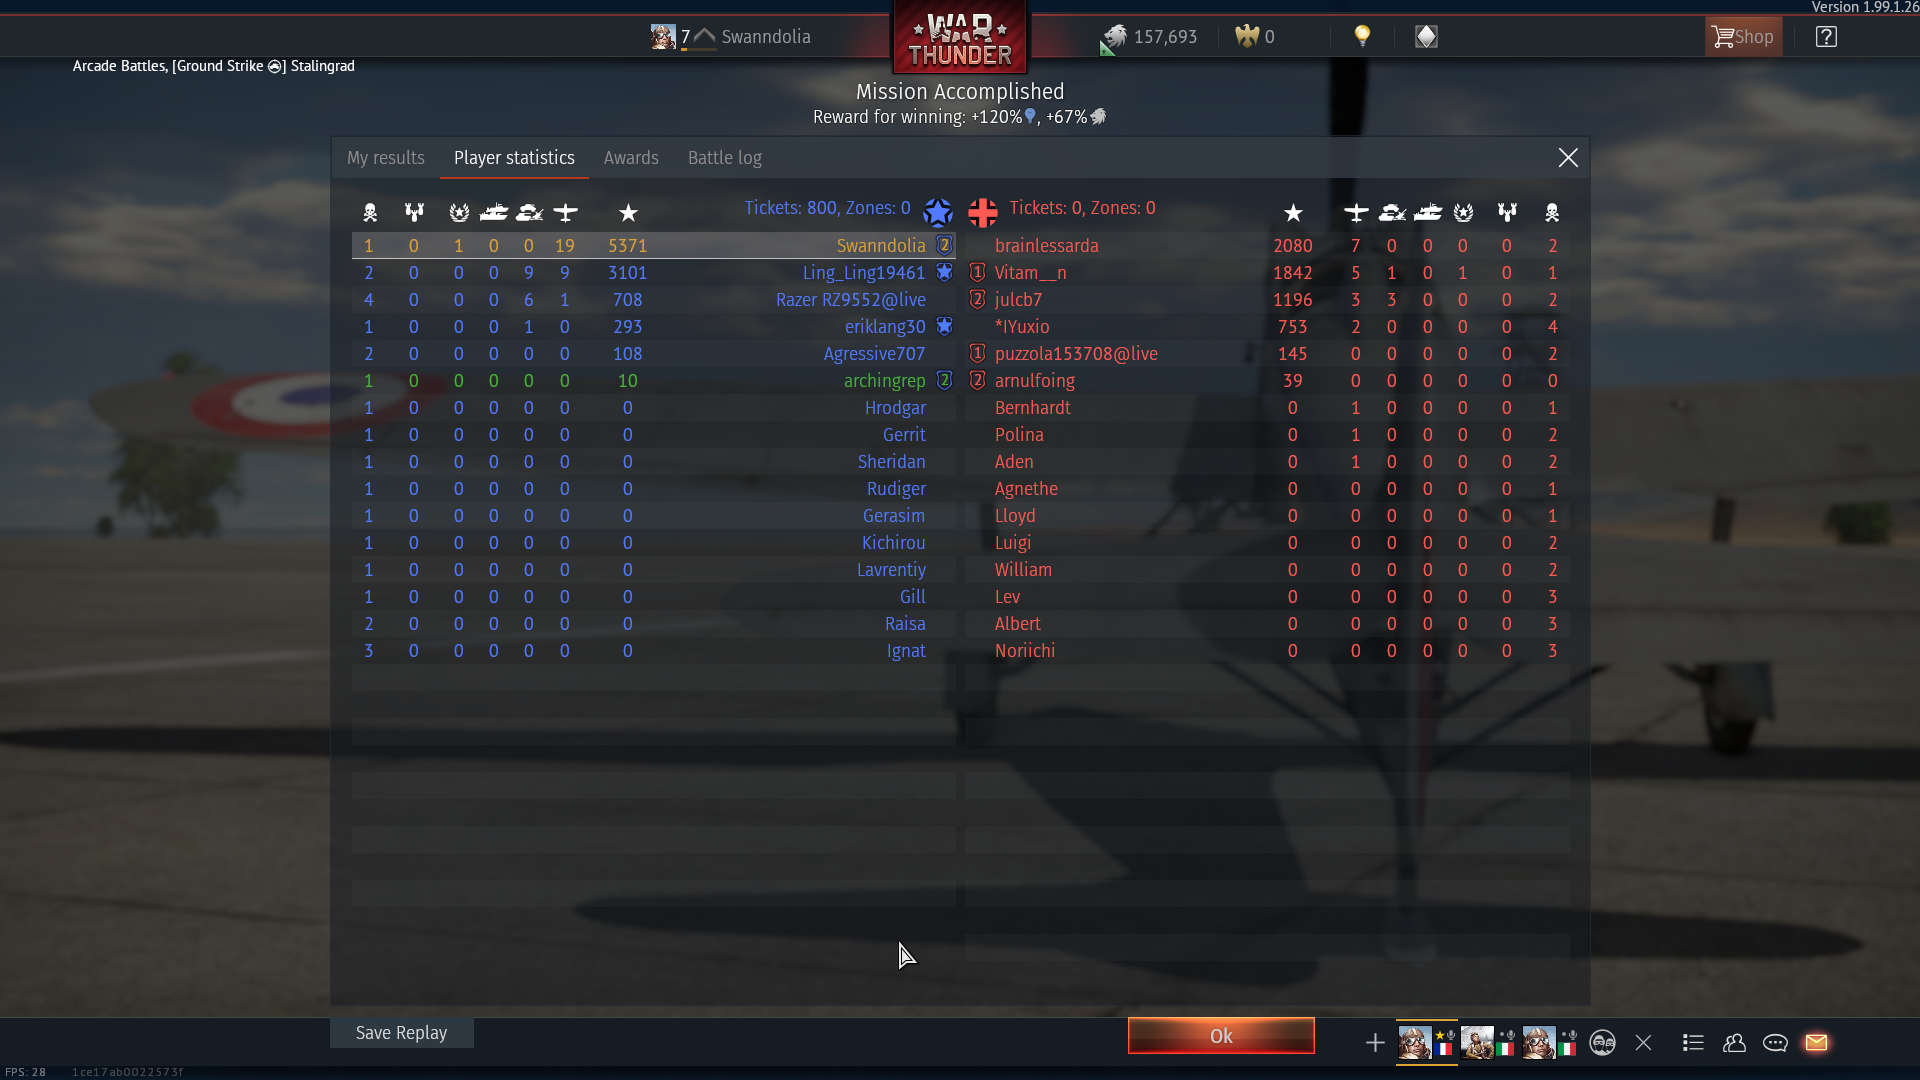 Version 1.99.1.26
7 Swanndolia
WAR THUNDER
157,693
0
Shop
Arcade Battles, [Ground Strike] Stalingrad
Mission Accomplished
Reward for winning: +120%, +67%
My results Player statistics Awards Battle log
Tickets: 800, Zones: 0 Tickets: 0, Zones: 0
1 0 1 0 0 19 5371 Swanndolia 2 brainlessarda 2080 7 0 0 0 0 2
2 0 0 0 9 9 3101 Ling_Ling19461 1 Vitam__n 1842 5 1 0 1 0 1
4 0 0 0 6 1 708 Razer RZ9552@live 2 julcb7 1196 3 3 0 0 0 2
1 0 0 0 1 0 293 eriklang30 *IYuxio 753 2 0 0 0 0 4
2 0 0 0 0 0 108 Agressive707 1 puzzola153708@live 145 0 0 0 0 0 2
1 0 0 0 0 0 10 archingrep 2 2 arnulfoing 39 0 0 0 0 0 0
1 0 0 0 0 0 0 Hrodgar Bernhardt 0 1 0 0 0 0 1
1 0 0 0 0 0 0 Gerrit Polina 0 1 0 0 0 0 2
1 0 0 0 0 0 0 Sheridan Aden 0 1 0 0 0 0 2
1 0 0 0 0 0 0 Rudiger Agnethe 0 0 0 0 0 0 1
1 0 0 0 0 0 0 Gerasim Lloyd 0 0 0 0 0 0 1
1 0 0 0 0 0 0 Kichirou Luigi 0 0 0 0 0 0 2
1 0 0 0 0 0 0 Lavrentiy William 0 0 0 0 0 0 2
1 0 0 0 0 0 0 Gill Lev 0 0 0 0 0 0 3
2 0 0 0 0 0 0 Raisa Albert 0 0 0 0 0 0 3
3 0 0 0 0 0 0 Ignat Noriichi 0 0 0 0 0 0 3
Save Replay
Ok
FPS: 28 1ce17ab0022573f